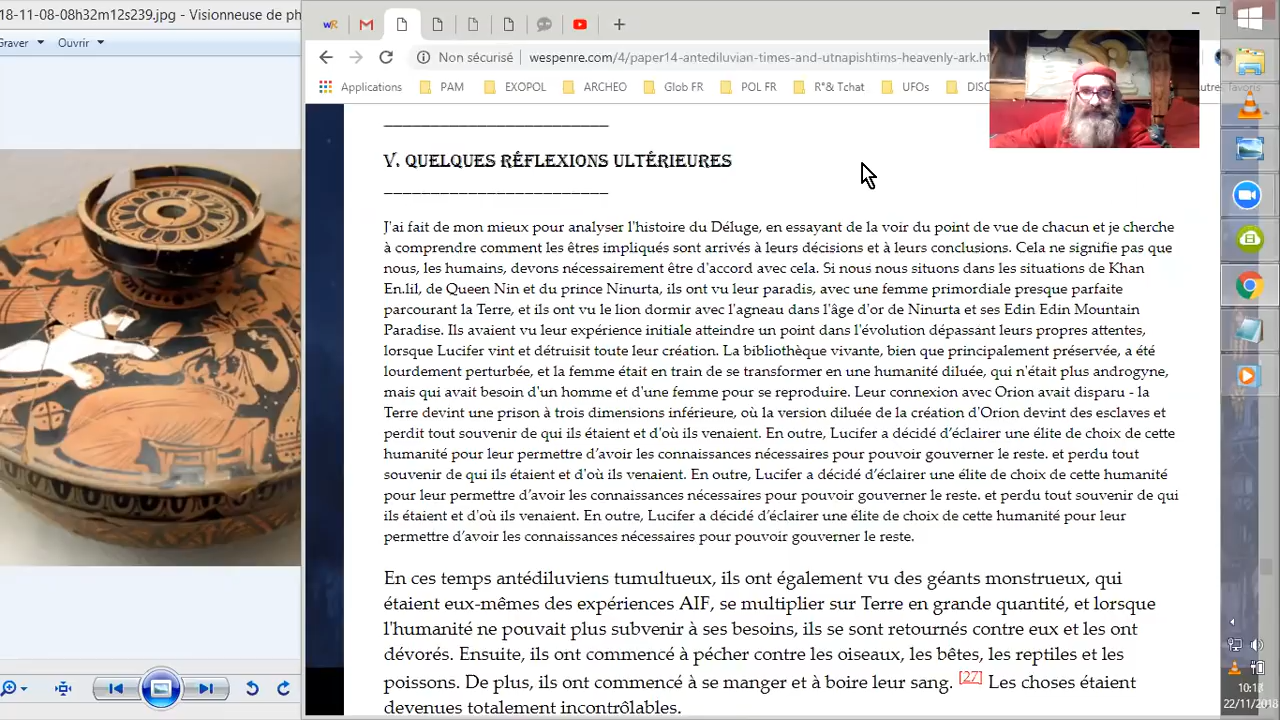 18-11-08-08h32m12s239.jpg - Visionneuse de ph
Graver Ouvrir
wR
Non sécurisé wespenre.com/4/paper14-antediluvian-times-and-utnapishtims-heavenly-ark.ht
Applications PAM EXOPOL ARCHEO Glob FR POL FR R°& Tchat UFOs DISC utres favoris
V. QUELQUES RÉFLEXIONS ULTÉRIEURES
J'ai fait de mon mieux pour analyser l'histoire du Déluge, en essayant de la voir du point de vue de chacun et je cherche
à comprendre comment les êtres impliqués sont arrivés à leurs décisions et à leurs conclusions. Cela ne signifie pas que
nous, les humains, devons nécessairement être d'accord avec cela. Si nous nous situons dans les situations de Khan
En.lil, de Queen Nin et du prince Ninurta, ils ont vu leur paradis, avec une femme primordiale presque parfaite
parcourant la Terre, et ils ont vu le lion dormir avec l'agneau dans l'âge d'or de Ninurta et ses Edin Edin Mountain
Paradise. Ils avaient vu leur expérience initiale atteindre un point dans l'évolution dépassant leurs propres attentes,
lorsque Lucifer vint et détruisit toute leur création. La bibliothèque vivante, bien que principalement préservée, a été
lourdement perturbée, et la femme était en train de se transformer en une humanité diluée, qui n'était plus androgyne,
mais qui avait besoin d'un homme et d'une femme pour se reproduire. Leur connexion avec Orion avait disparu - la
Terre devint une prison à trois dimensions inférieure, où la version diluée de la création d'Orion devint des esclaves et
perdit tout souvenir de qui ils étaient et d'où ils venaient. En outre, Lucifer a décidé d'éclairer une élite de choix de cette
humanité pour leur permettre d'avoir les connaissances nécessaires pour pouvoir gouverner le reste. et perdu tout
souvenir de qui ils étaient et d'où ils venaient. En outre, Lucifer a décidé d'éclairer une élite de choix de cette humanité
pour leur permettre d'avoir les connaissances nécessaires pour pouvoir gouverner le reste. et perdu tout souvenir de qui
ils étaient et d'où ils venaient. En outre, Lucifer a décidé d'éclairer une élite de choix de cette humanité pour leur
permettre d'avoir les connaissances nécessaires pour pouvoir gouverner le reste.
En ces temps antédiluviens tumultueux, ils ont également vu des géants monstrueux, qui
étaient eux-mêmes des expériences AIF, se multiplier sur Terre en grande quantité, et lorsque
l'humanité ne pouvait plus subvenir à ses besoins, ils se sont retournés contre eux et les ont
dévorés. Ensuite, ils ont commencé à pécher contre les oiseaux, les bêtes, les reptiles et les
poissons. De plus, ils ont commencé à se manger et à boire leur sang. [27] Les choses étaient
devenues totalement incontrôlables.
10:13
22/11/2018